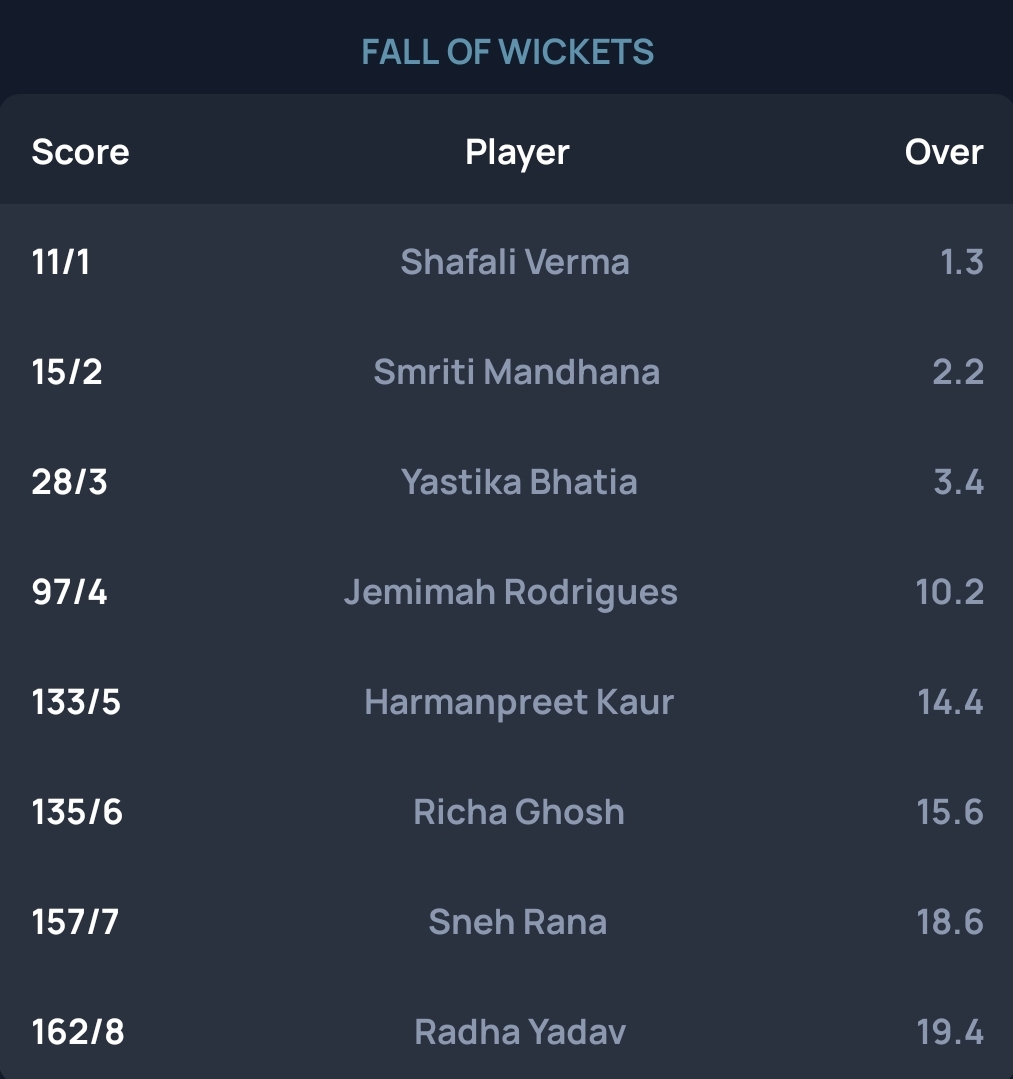 FALL OF WICKETS
Score Player Over
11/1 Shafali Verma 1.3
15/2 Smriti Mandhana 2.2
28/3 Yastika Bhatia 3.4
97/4 Jemimah Rodrigues 10.2
133/5 Harmanpreet Kaur 14.4
135/6 Richa Ghosh 15.6
157/7 Sneh Rana 18.6
162/8 Radha Yadav 19.4